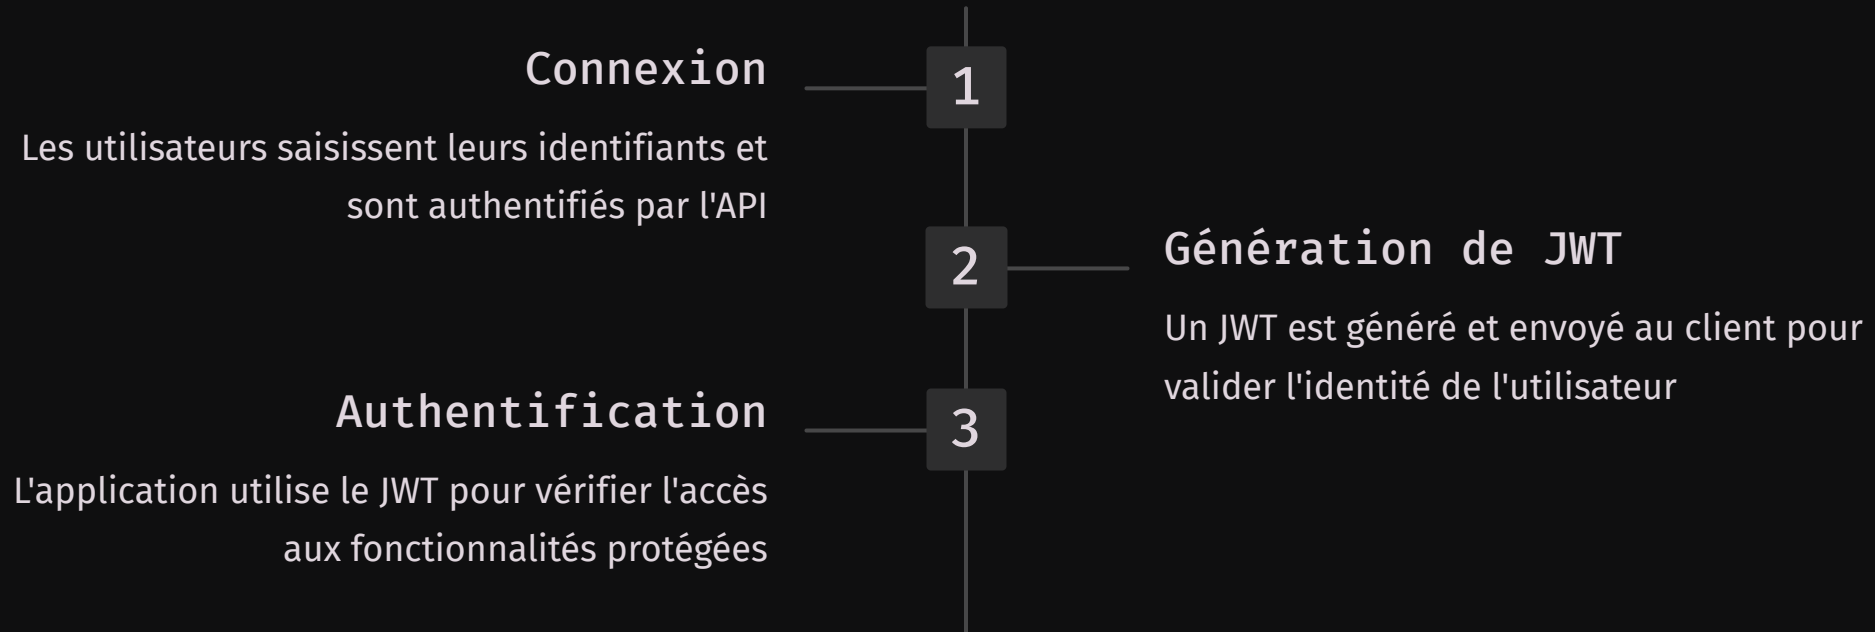 Connexion
1
Les utilisateurs saisissent leurs identifiants et
sont authentifiés par l'API
2
Génération de JWT
Un JWT est généré et envoyé au client pour
valider l'identité de l'utilisateur
Authentification
3
L'application utilise le JWT pour vérifier l'accès
aux fonctionnalités protégées